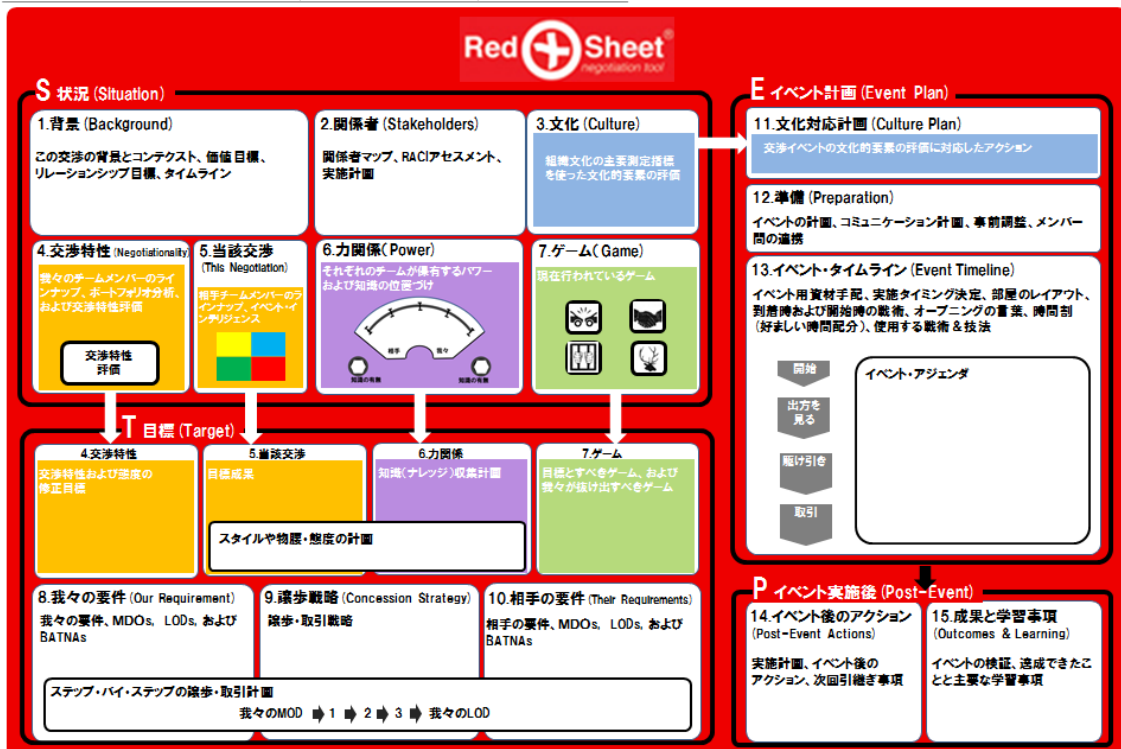 Red Sheet®
negotiation tool
S 状況 (Situation)
1.背景 (Background)
この交渉の背景とコンテクスト、価値目標、
リレーションシップ目標、タイムライン
2.関係者 (Stakeholders)
関係者マップ、RACIアセスメント、
実施計画
3.文化 (Culture)
組織文化の主要測定指標
を使った文化的要素の評価
4.交渉特性 (Negotiationality)
我々のチームメンバーのライ
ンナップ、ポートフォリオ分析、
および交渉特性評価
交渉特性
評価
5.当該交渉
(This Negotiation)
相手チームメンバーのラ
インナップ、イベント・イ
ンテリジェンス
6.力関係(Power)
それぞれのチームが保有するパワー
および知識の位置づけ
相手
我々
知識の有無
知識の有無
7.ゲーム( Game)
現在行われているゲーム
T 目標 (Target)
4.交渉特性
交渉特性および態度の
修正目標
5.当該交渉
目標成果
6.力関係
知識(ナレッジ)収集計画
7.ゲーム
目標とすべきゲーム、および
我々が抜け出すべきゲーム
スタイルや物腰・態度の計画
8.我々の要件 (Our Requirement)
我々の要件、MDOs, LODs, および
BATNAs
9.譲歩戦略 (Concession Strategy)
譲歩・取引戦略
10.相手の要件 (Their Requirements)
相手の要件、MDOs, LODs, および
BATNAs
ステップ・バイ・ステップの譲歩・取引計画
我々のMOD ➡ 1 ➡ 2 ➡ 3 ➡ 我々のLOD
E イベント計画 (Event Plan)
11.文化対応計画 (Culture Plan)
交渉イベントの文化的要素の評価に対応したアクション
12.準備 (Preparation)
イベントの計画、コミュニケーション計画、事前調整、メンバー
間の連携
13.イベント・タイムライン (Event Timeline)
イベント用資材手配、実施タイミング決定、部屋のレイアウト、
到着時および開始時の戦術、オープニングの言葉、時間割
(好ましい時間配分)、使用する戦術＆技法
開始
出方を
見る
駆け引き
取引
イベント・アジェンダ
P イベント実施後 (Post-Event)
14.イベント後のアクション
(Post-Event Actions)
実施計画、イベント後の
アクション、次回引継ぎ事項
15.成果と学習事項
(Outcomes & Learning)
イベントの検証、達成できたこ
とと主要な学習事項